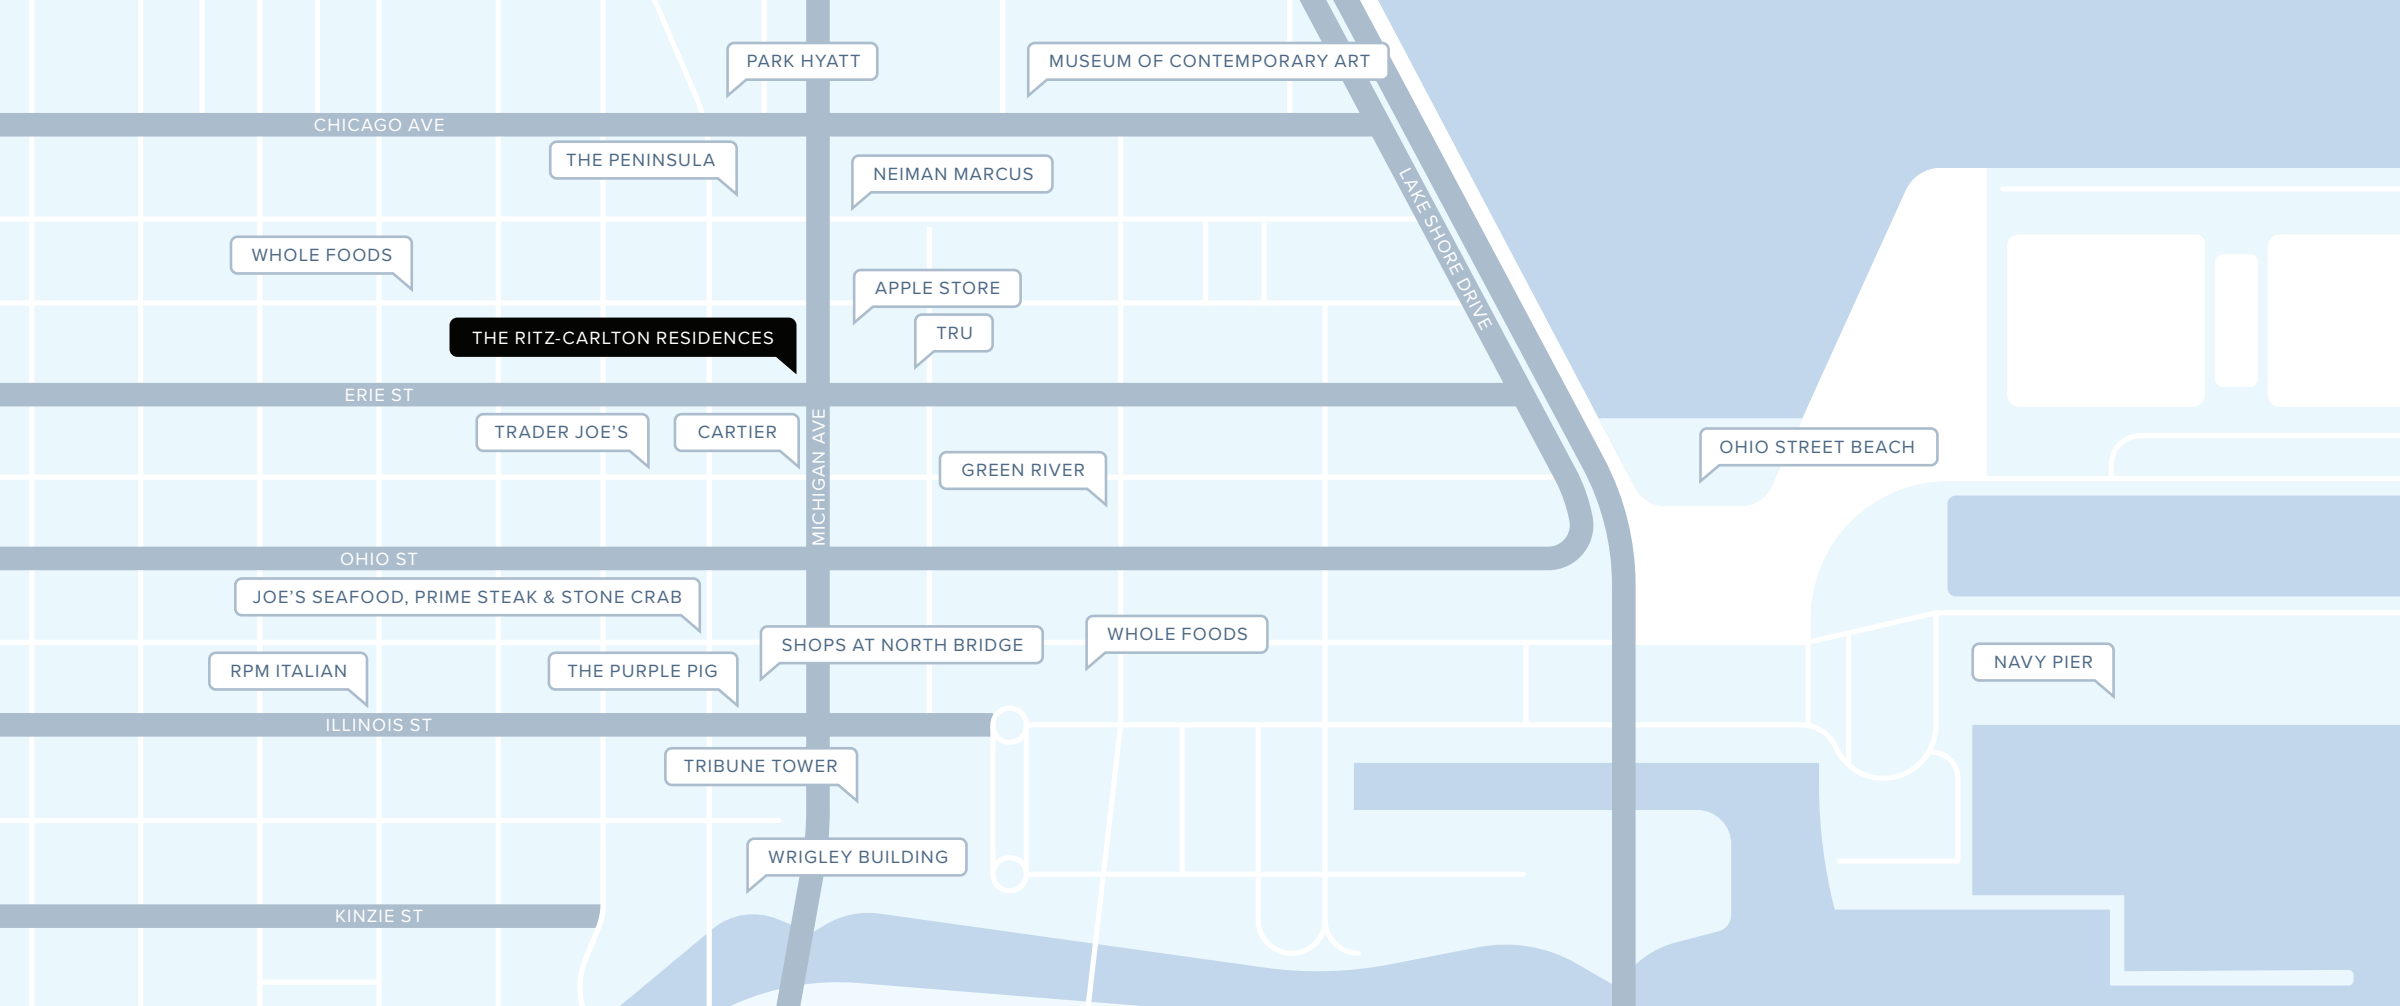 PARK HYATT
MUSEUM OF CONTEMPORARY ART
CHICAGO AVE
THE PENINSULA
NEIMAN MARCUS
LAKE SHORE DRIVE
WHOLE FOODS
APPLE STORE
THE RITZ-CARLTON RESIDENCES
TRU
ERIE ST
TRADER JOE’S
CARTIER
MICHIGAN AVE
OHIO STREET BEACH
GREEN RIVER
OHIO ST
JOE’S SEAFOOD, PRIME STEAK & STONE CRAB
SHOPS AT NORTH BRIDGE
WHOLE FOODS
RPM ITALIAN
THE PURPLE PIG
NAVY PIER
ILLINOIS ST
TRIBUNE TOWER
WRIGLEY BUILDING
KINZIE ST